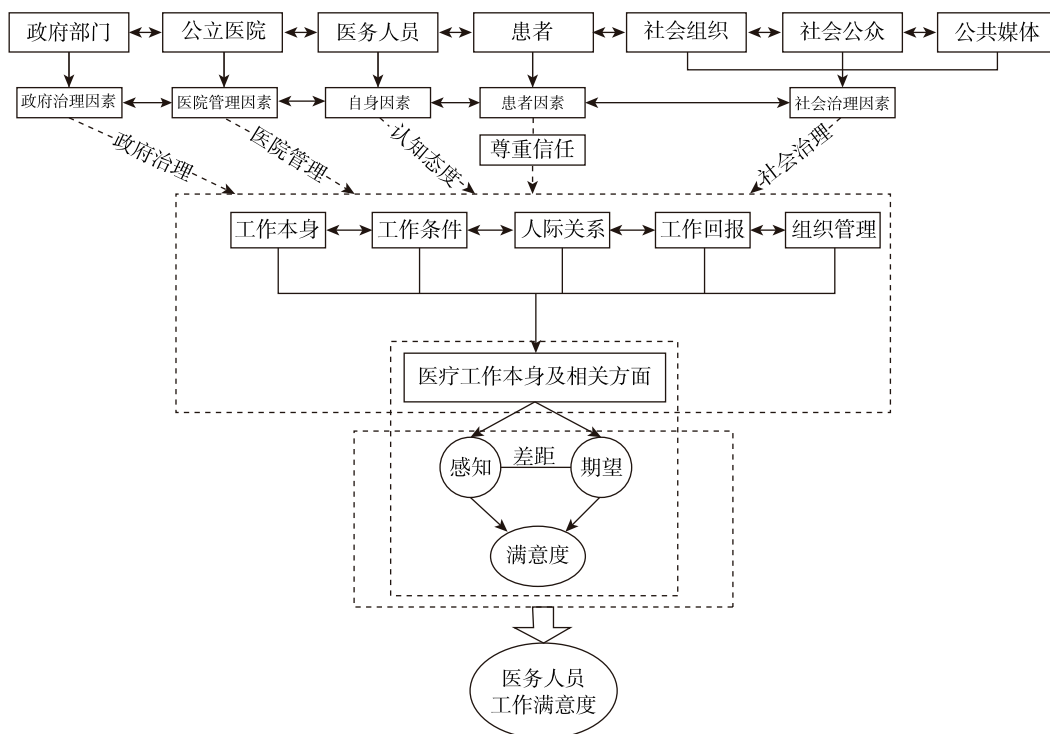 政府部门
公立医院
医务人员
患者
社会组织
社会公众
公共媒体
政府治理因素
医院管理因素
自身因素
患者因素
社会治理因素
政府治理
医院管理
认知态度
尊重信任
社会治理
工作本身
工作条件
人际关系
工作回报
组织管理
医疗工作本身及相关方面
感知
差距
期望
满意度
医务人员
工作满意度